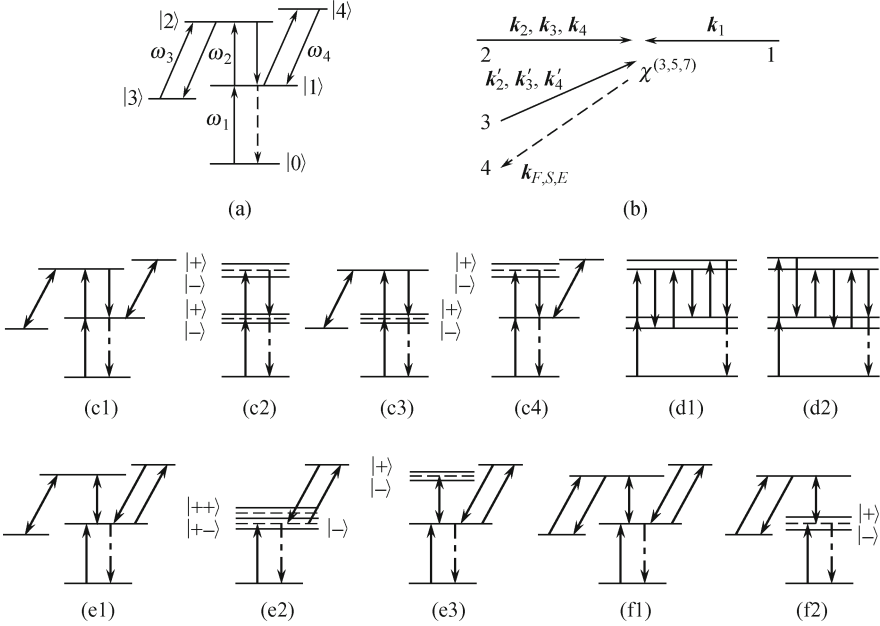 |2⟩ |4⟩
ω3 ω2 ω4
|3⟩ |1⟩
ω1
|0⟩
(a)
k2, k3, k4 k1
2 1
k′2, k′3, k′4 χ(3,5,7)
3
4
kF,S,E
(b)
|+⟩ |+⟩
|−⟩ |−⟩
|+⟩ |+⟩
|−⟩ |−⟩
(c1) (c2) (c3) (c4) (d1) (d2)
|+⟩
|−⟩
|++⟩
|+−⟩ |−⟩ |+⟩
|−⟩
(e1) (e2) (e3) (f1) (f2)